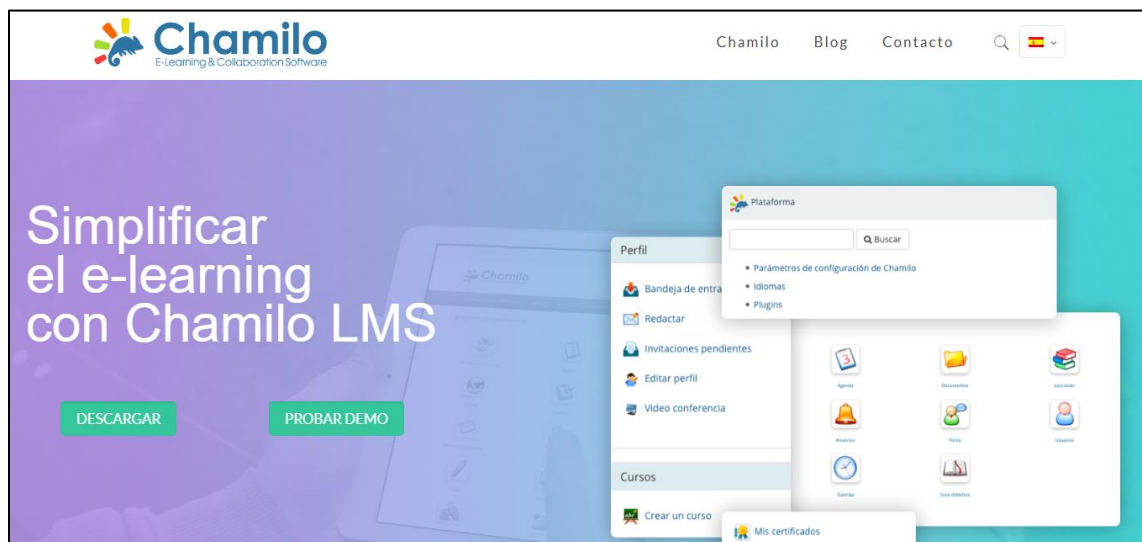 Chamilo
E-Learning & Collaboration Software
Chamilo Blog Contacto
Simplificar
el e-learning
con Chamilo LMS
DESCARGAR
PROBAR DEMO
Chamilo
Plataforma
Buscar
Parámetros de configuración de Chamilo
Idiomas
Plugins
Perfil
Bandeja de entra
Redactar
Invitaciones pendientes
Editar perfil
Video conferencia
Cursos
Crear un curso
3
Agenda
Documentos
Lecciones
Anuncios
Foros
Usuarios
Tutorías
Guía didáctica
Mis certificados